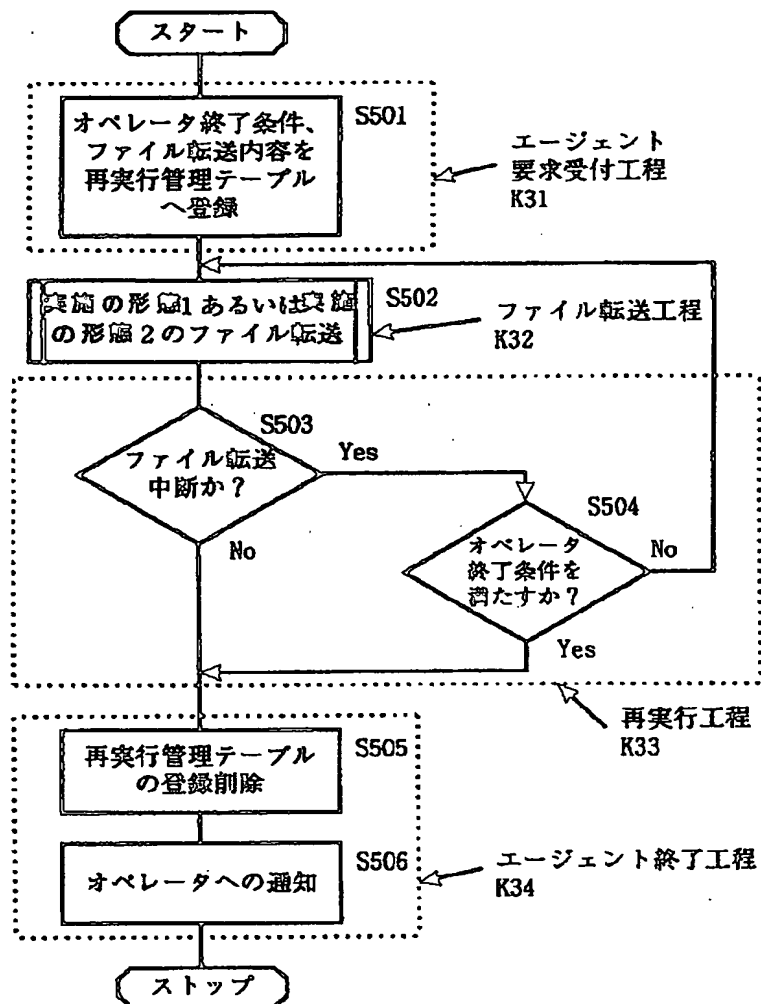 スタート
オペレータ終了条件、
ファイル転送内容を
再実行管理テーブル
へ登録
S501
エージェント
要求受付工程
K31
実施の形態1あるいは実施
の形態2のファイル転送
S502
ファイル転送工程
K32
S503
ファイル転送
中断か?
Yes
No
S504
オペレータ
終了条件を
満たすか?
No
Yes
再実行工程
K33
再実行管理テーブル
の登録削除
S505
オペレータへの通知
S506
エージェント終了工程
K34
ストップ